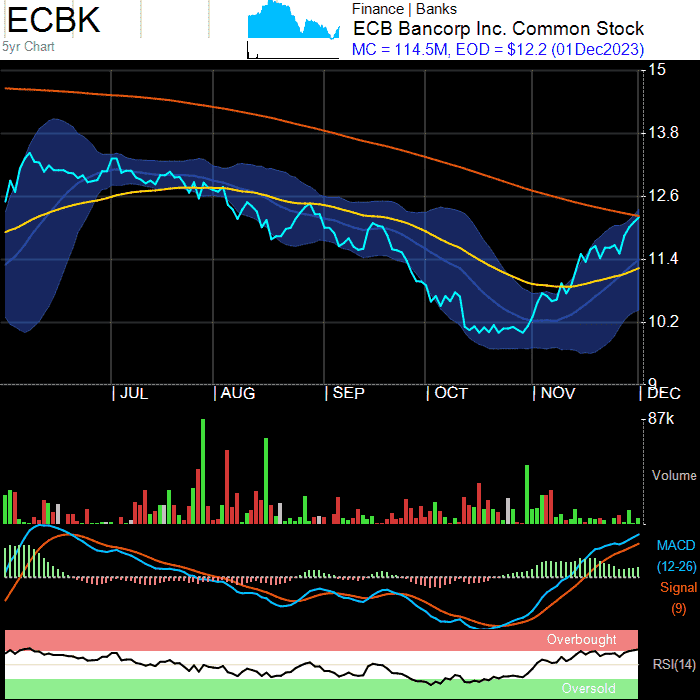 ECBK
5yr Chart
Finance | Banks
ECB Bancorp Inc. Common Stock
MC = 114.5M, EOD = $12.2 (01Dec2023)
15
13.8
12.6
11.4
10.2
9
JUL AUG SEP OCT NOV DEC
87k
Volume
MACD
(12-26)
Signal
(9)
Overbought
RSI(14)
Oversold